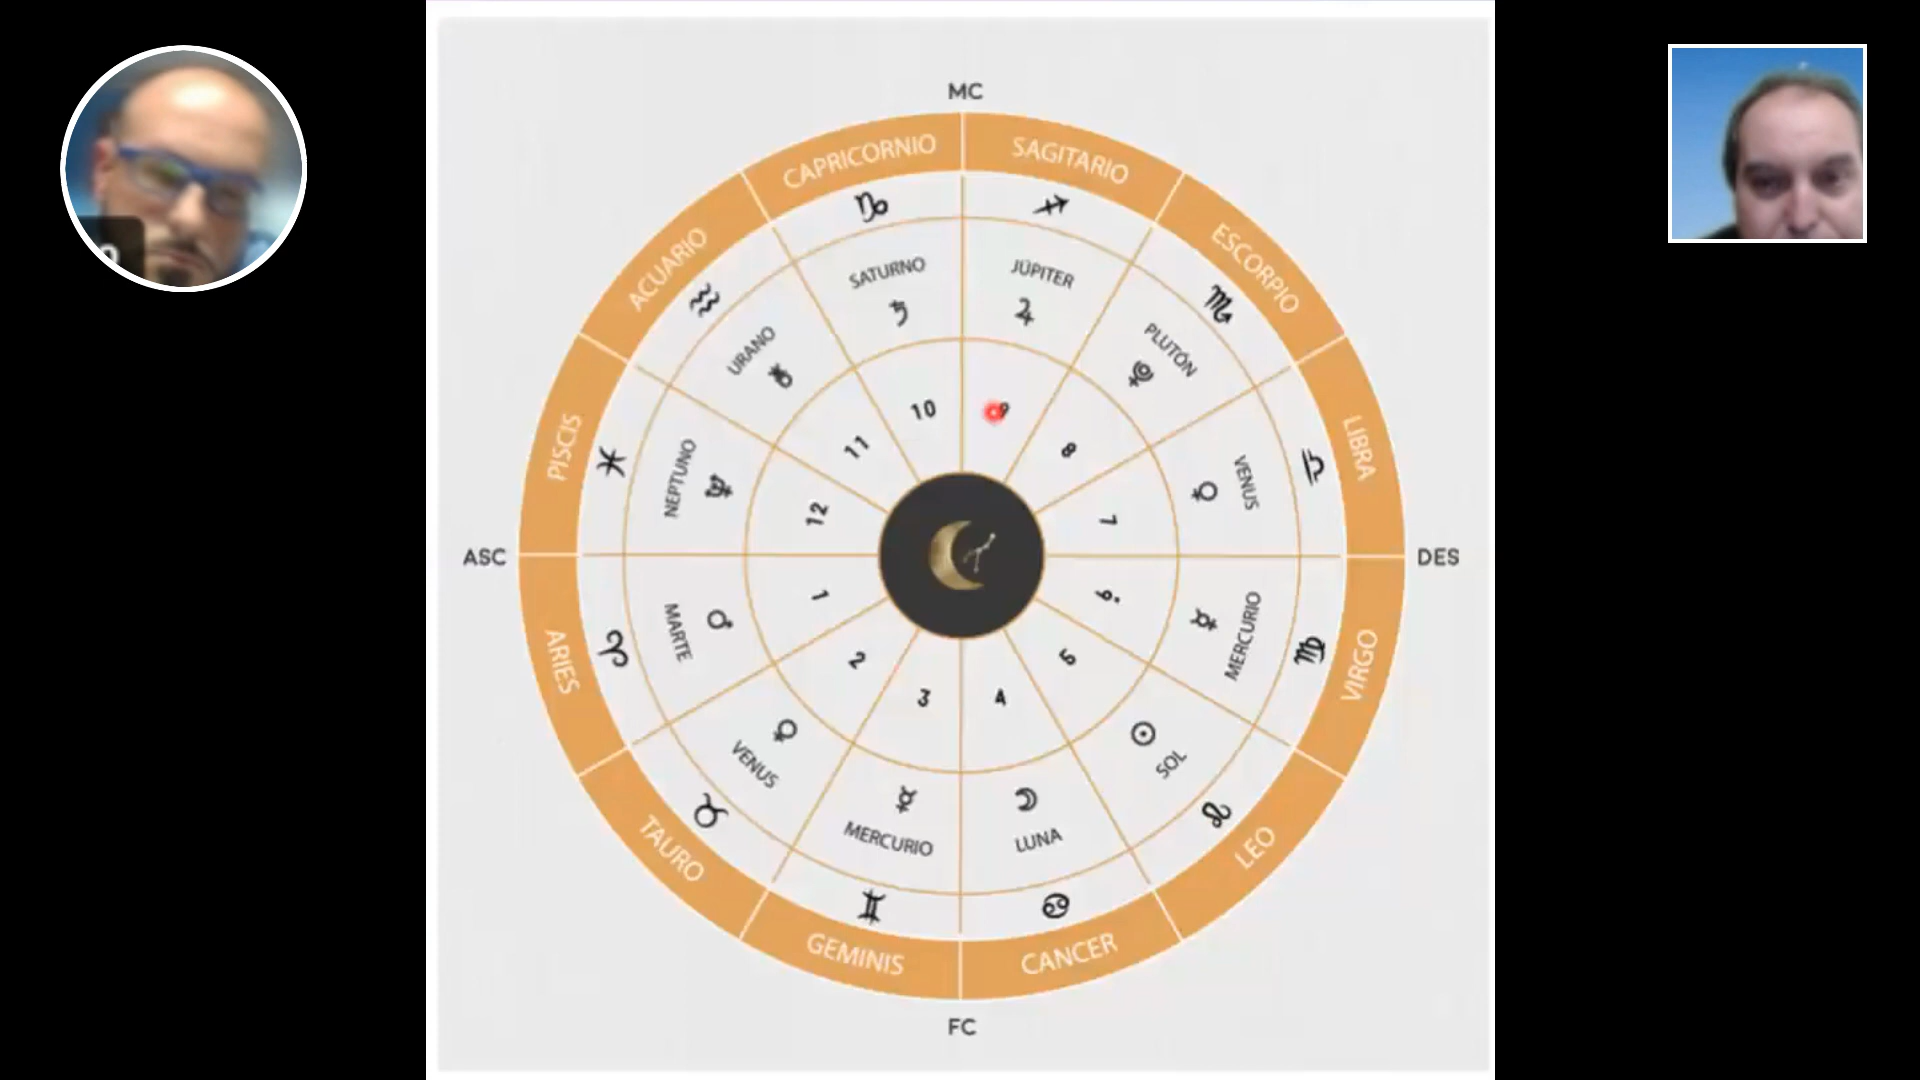 MC
CAPRICORNIO
SAGITARIO
ACUARIO
ESCORPIO
SATURNO
JÚPITER
URANO
PLUTÓN
PISCIS
LIBRA
NEPTUNO
VENUS
10
9
11
8
12
7
ASC
DES
1
6.
2
5
3
4
MARTE
MERCURIO
ARIES
VIRGO
VENUS
SOL
MERCURIO
LUNA
TAURO
LEO
GEMINIS
CANCER
FC